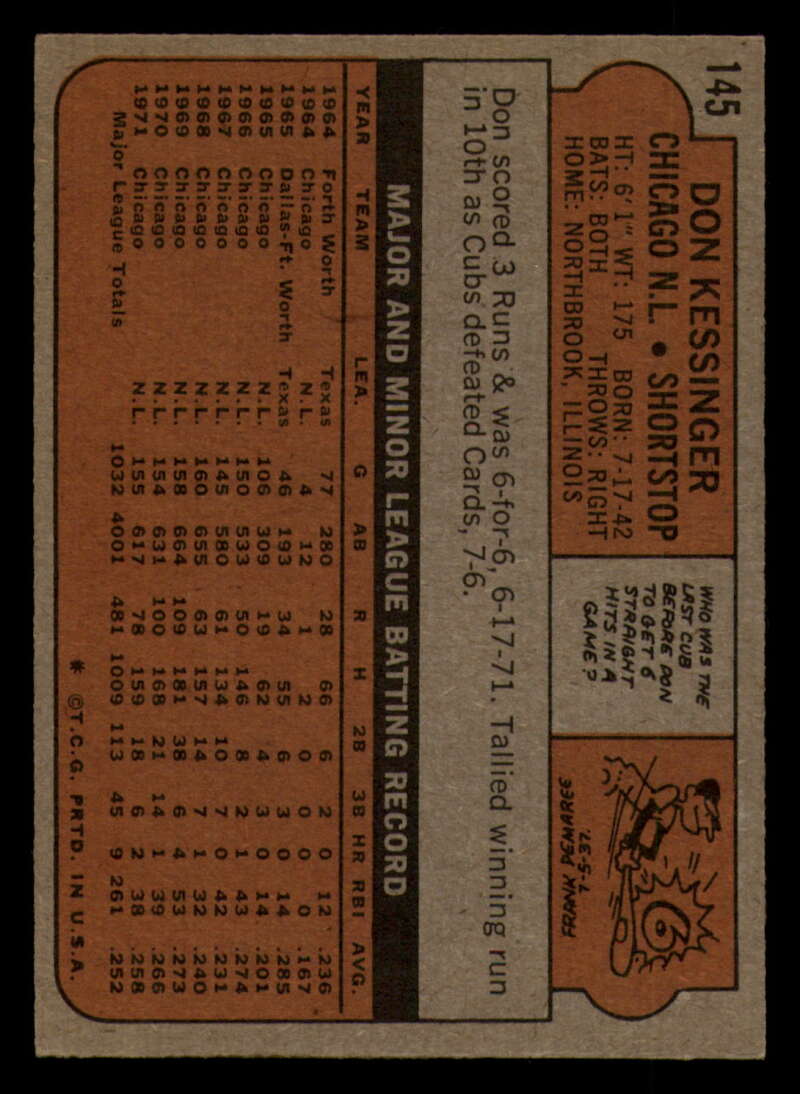 145
DON KESSINGER
CHICAGO N.L. • SHORTSTOP
HT: 6'1" WT: 175 BORN: 7-17-42
BATS: BOTH THROWS: RIGHT
HOME: NORTHBROOK, ILLINOIS
WHO WAS THE
LAST CUB
BEFORE DON
TO GET 6
STRAIGHT
HITS IN A
GAME?
6
FRANK DEMAREE
7-5-37.
Don scored 3 Runs & was 6-for-6, 6-17-71. Tallied winning run
in 10th as Cubs defeated Cards, 7-6.
MAJOR AND MINOR LEAGUE BATTING RECORD
YEAR TEAM LEA. G AB R H 2B 3B HR RBI AVG.
1964 Forth Worth Texas 77 280 28 66 6 2 0 12 .236
1964 Chicago N.L. 4 12 1 2 0 0 0 0 .167
1965 Dallas-Ft. Worth Texas 46 193 34 55 6 3 0 14 .285
1965 Chicago N.L. 106 309 19 62 4 3 0 14 .201
1966 Chicago N.L. 150 533 50 146 8 2 1 43 .274
1967 Chicago N.L. 145 580 61 134 10 7 0 42 .231
1968 Chicago N.L. 160 655 63 157 14 7 1 32 .240
1969 Chicago N.L. 158 664 109 181 38 6 4 53 .273
1970 Chicago N.L. 154 631 100 168 21 14 1 39 .266
1971 Chicago N.L. 155 617 78 159 18 6 2 38 .258
Major League Totals 1032 4001 481 1009 113 45 9 261 .252
* ©T.C.G. PRTD. IN U.S.A.